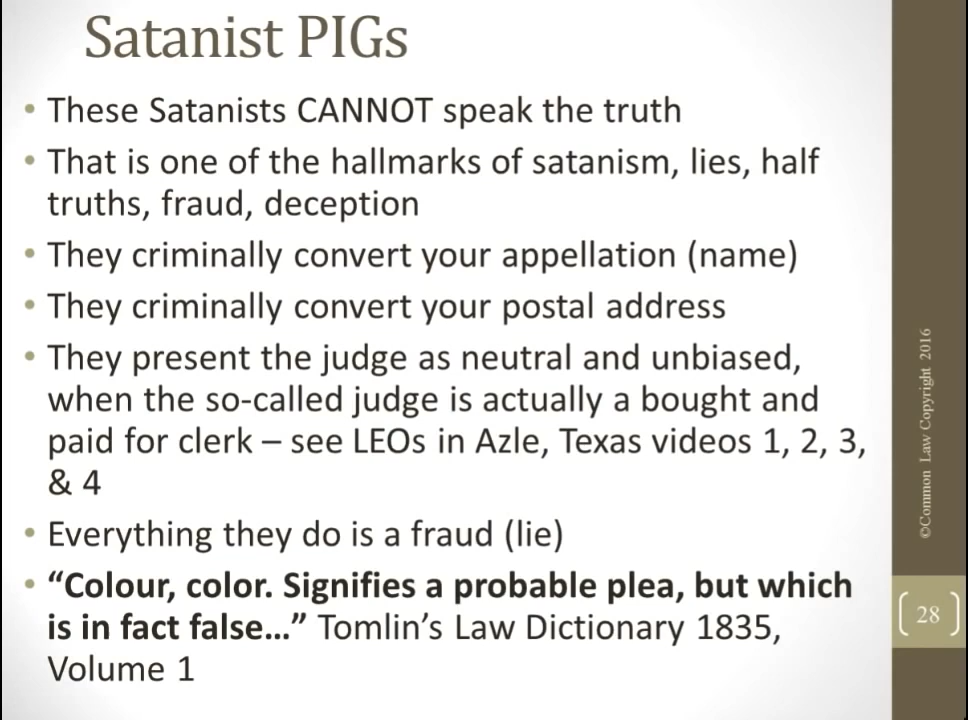 Satanist PIGs
• These Satanists CANNOT speak the truth
• That is one of the hallmarks of satanism, lies, half
truths, fraud, deception
• They criminally convert your appellation (name)
• They criminally convert your postal address
• They present the judge as neutral and unbiased,
when the so-called judge is actually a bought and
paid for clerk – see LEOs in Azle, Texas videos 1, 2, 3,
& 4
• Everything they do is a fraud (lie)
• “Colour, color. Signifies a probable plea, but which
is in fact false…” Tomlin’s Law Dictionary 1835,
Volume 1
©Common Law Copyright 2016
28